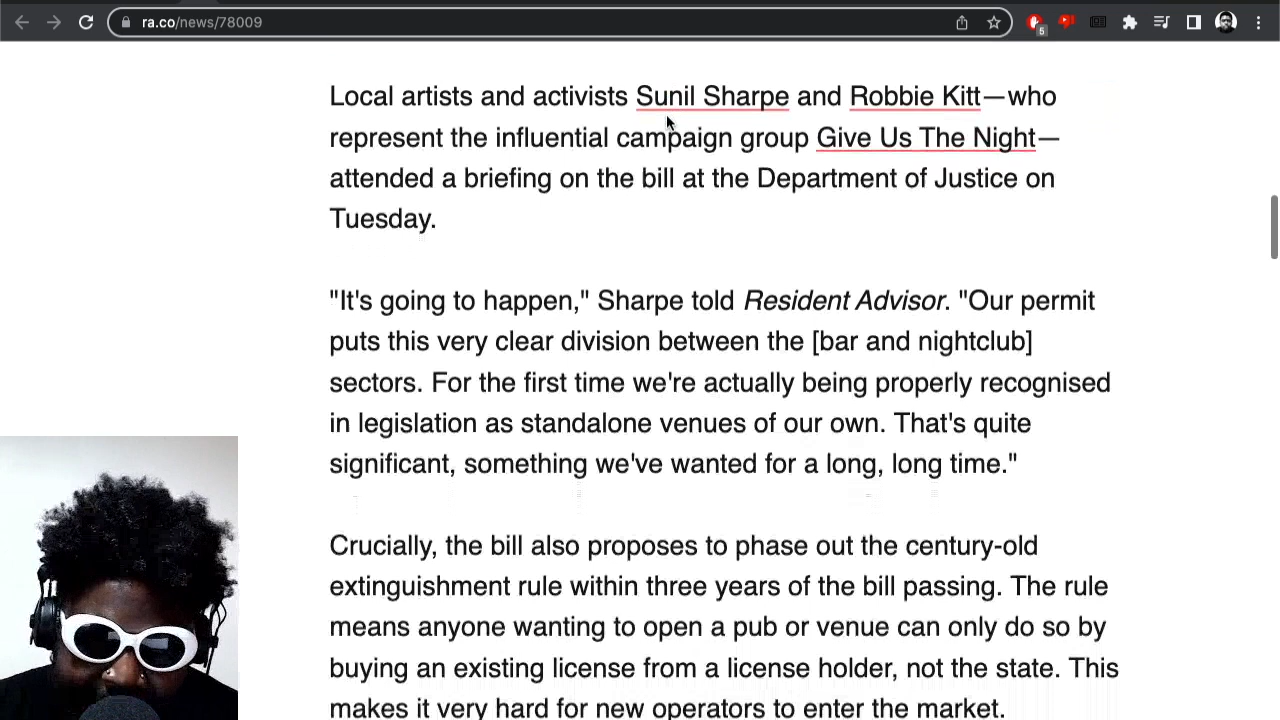 ra.co/news/78009
5
Local artists and activists Sunil Sharpe and Robbie Kitt—who
represent the influential campaign group Give Us The Night—
attended a briefing on the bill at the Department of Justice on
Tuesday.
"It's going to happen," Sharpe told Resident Advisor. "Our permit
puts this very clear division between the [bar and nightclub]
sectors. For the first time we're actually being properly recognised
in legislation as standalone venues of our own. That's quite
significant, something we've wanted for a long, long time."
Crucially, the bill also proposes to phase out the century-old
extinguishment rule within three years of the bill passing. The rule
means anyone wanting to open a pub or venue can only do so by
buying an existing license from a license holder, not the state. This
makes it very hard for new operators to enter the market.